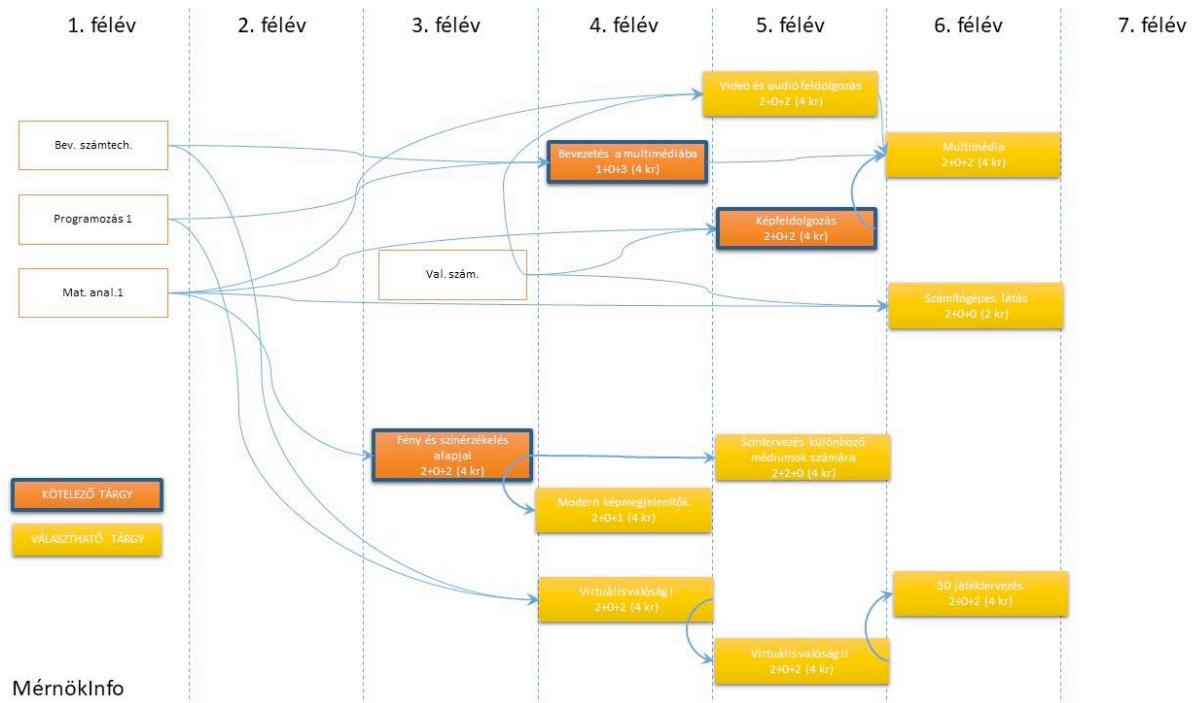 1. félév
2. félév
3. félév
4. félév
5. félév
6. félév
7. félév
Video és audió feldolgozás
2+0+2 (4 kr)
Bev. számtech.
Bevezetés a multimédiába
1+0+3 (4 kr)
Multimédia
2+0+2 (4 kr)
Programozás 1
Képfeldolgozás
2+0+2 (4 kr)
Mat. anal.1
Val. szám.
Számítógépes látás
2+0+0 (2 kr)
Fény és színérzékelés
alapjai
2+0+2 (4 kr)
Színtervezés különböző
médiumok számára
2+2+0 (4 kr)
KÖTELEZŐ TÁRGY
Modern képmegjelenítők
2+0+1 (4 kr)
VÁLASZTHATÓ TÁRGY
Virtuális valóság I
2+0+2 (4 kr)
3D játéktervezés
2+0+2 (4 kr)
Virtuális valóság II
2+0+2 (4 kr)
MérnökInfo